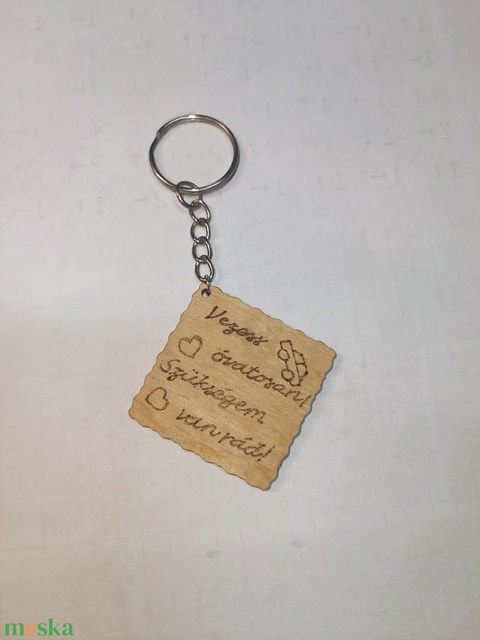 Vezess
óvatosan!
Szükségem
van rád!
meska